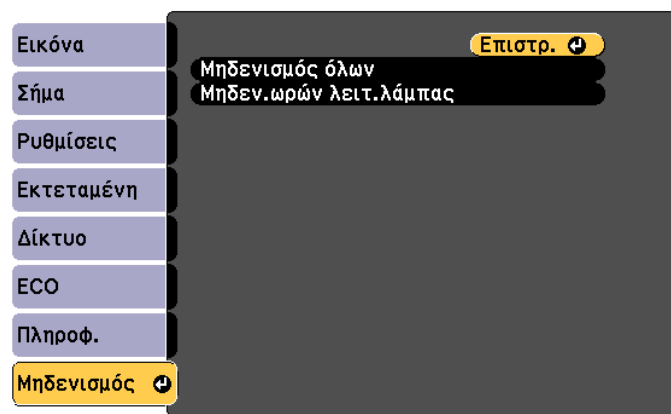 Εικόνα
Σήμα
Ρυθμίσεις
Εκτεταμένη
Δίκτυο
ECO
Πληροφ.
Μηδενισμός
Επιστρ.
Μηδενισμός όλων
Μηδεν.ωρών λειτ.λάμπας